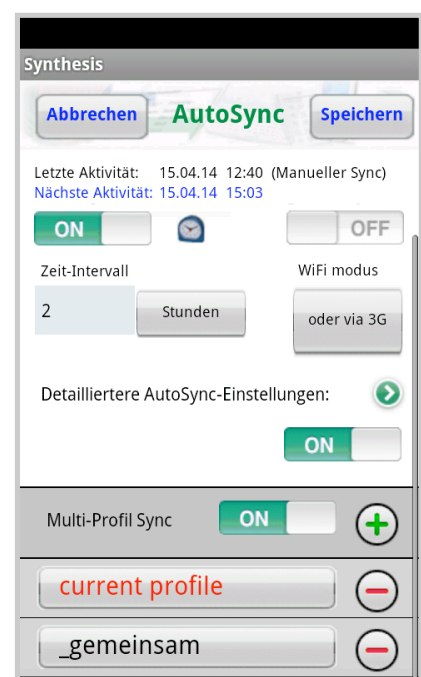 Synthesis
Abbrechen AutoSync Speichern
Letzte Aktivität: 15.04.14 12:40 (Manueller Sync)
Nächste Aktivität: 15.04.14 15:03
ON OFF
Zeit-Intervall WiFi modus
2 Stunden oder via 3G
Detailliertere AutoSync-Einstellungen:
ON
Multi-Profil Sync ON
current profile
_gemeinsam